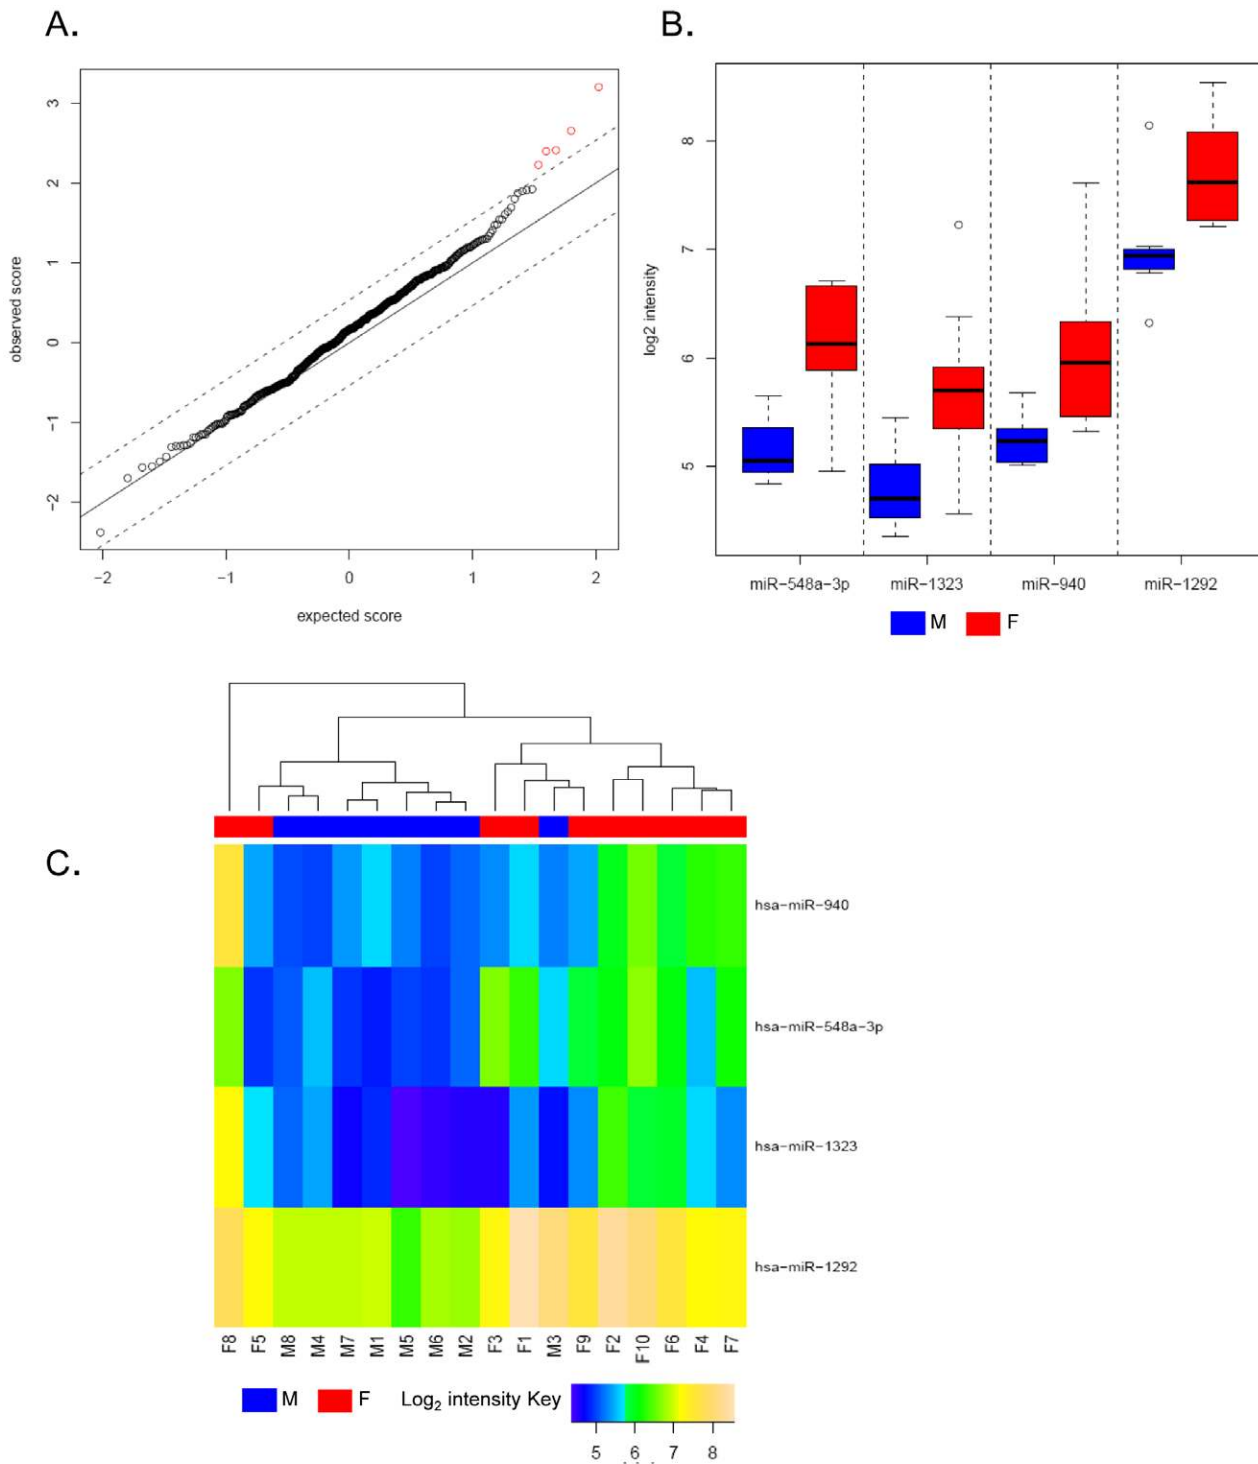 A.
B.
3
2
1
0
−1
−2
observed score
−2 −1 0 1 2
expected score
8
7
6
5
log2 intensity
miR−548a−3p miR−1323 miR−940 miR−1292
M F
C.
hsa−miR−940
hsa−miR−548a−3p
hsa−miR−1323
hsa−miR−1292
F8 F5 M8 M4 M7 M1 M5 M6 M2 F3 F1 M3 F9 F2 F10 F6 F4 F7
M F Log2 intensity Key
5 6 7 8